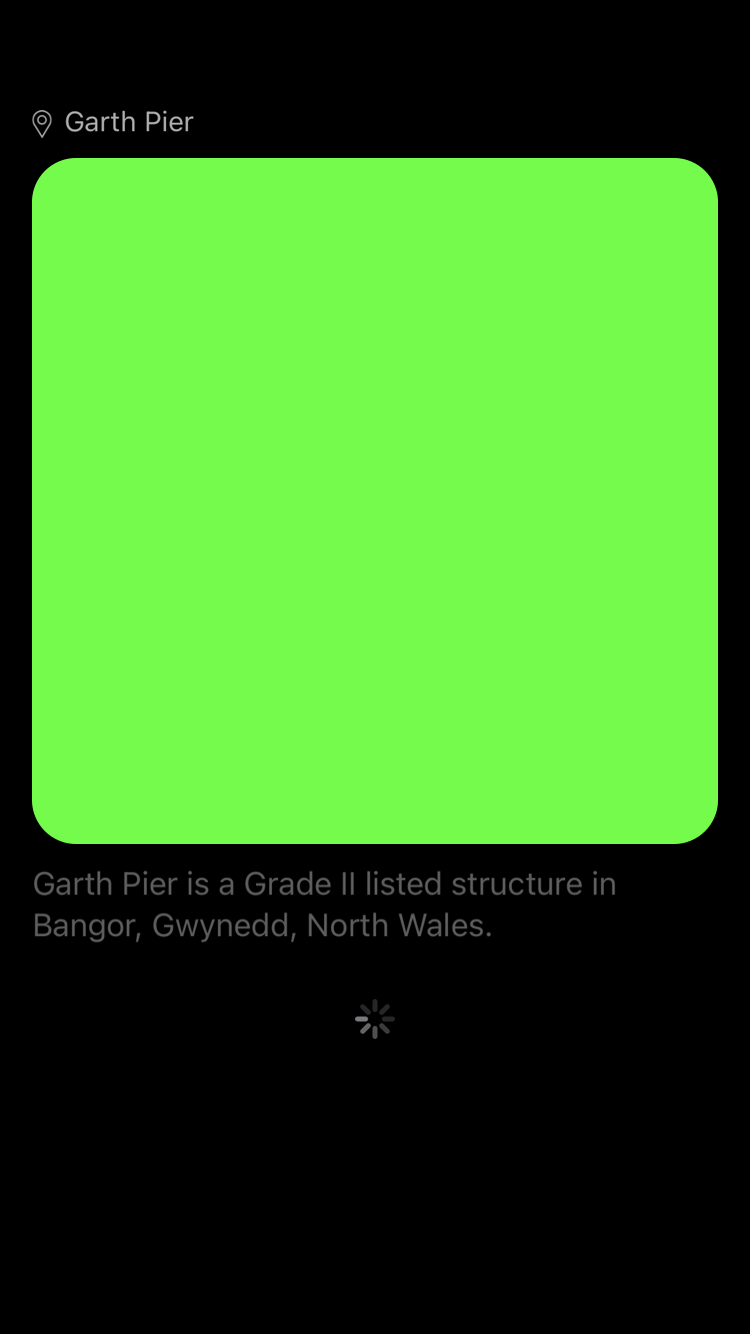 Garth Pier
Garth Pier is a Grade II listed structure in
Bangor, Gwynedd, North Wales.